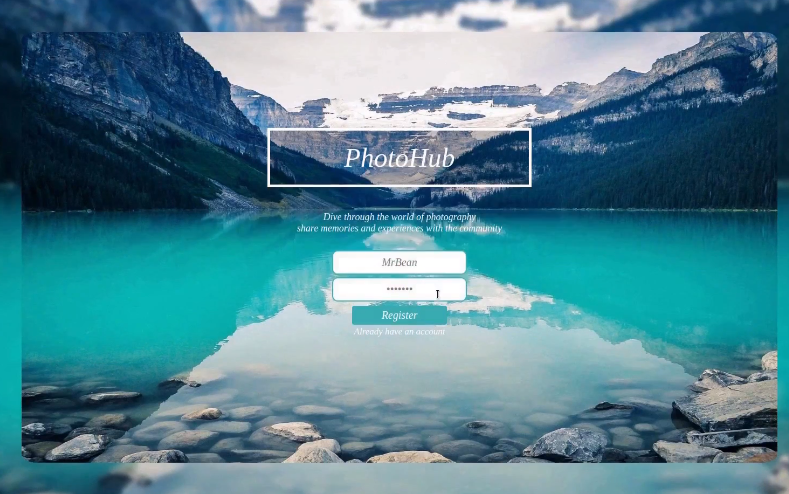 PhotoHub
Dive through the world of photography
share memories and experiences with the community
MrBean
•••••••
Register
Already have an account